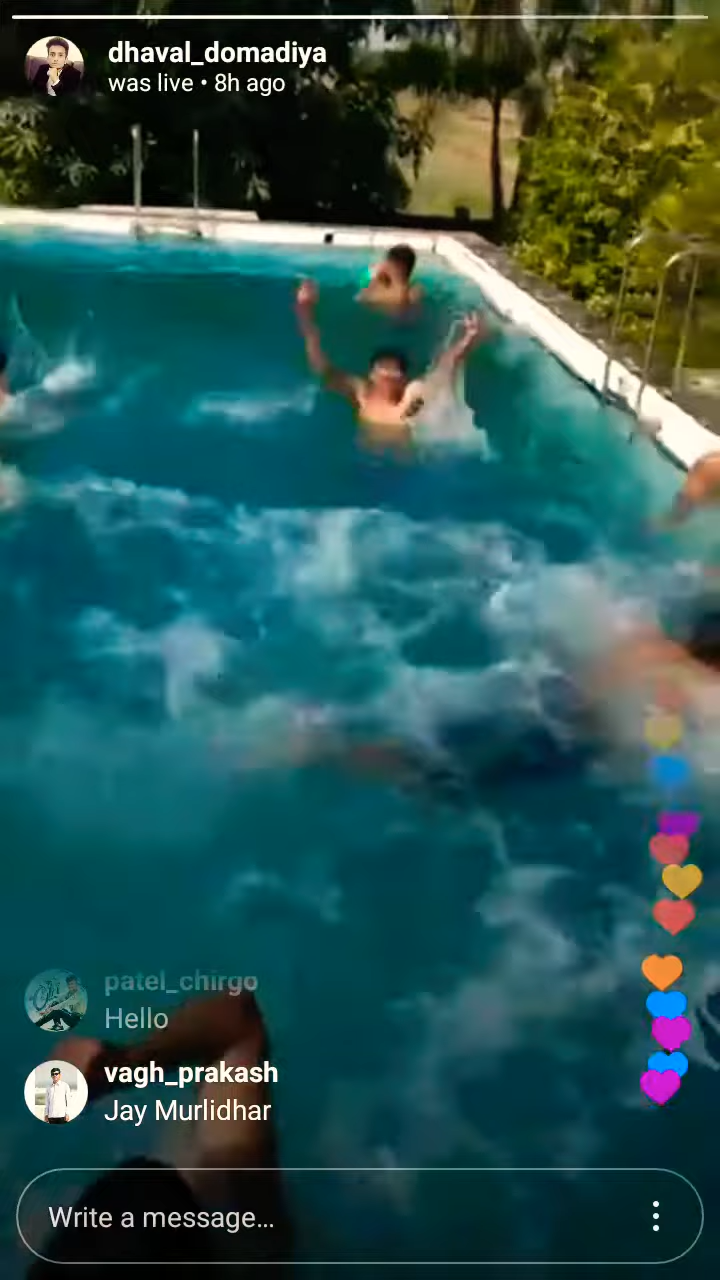 dhaval_domadiya
was live • 8h ago
patel_chirgo
Hello
vagh_prakash
Jay Murlidhar
Write a message...